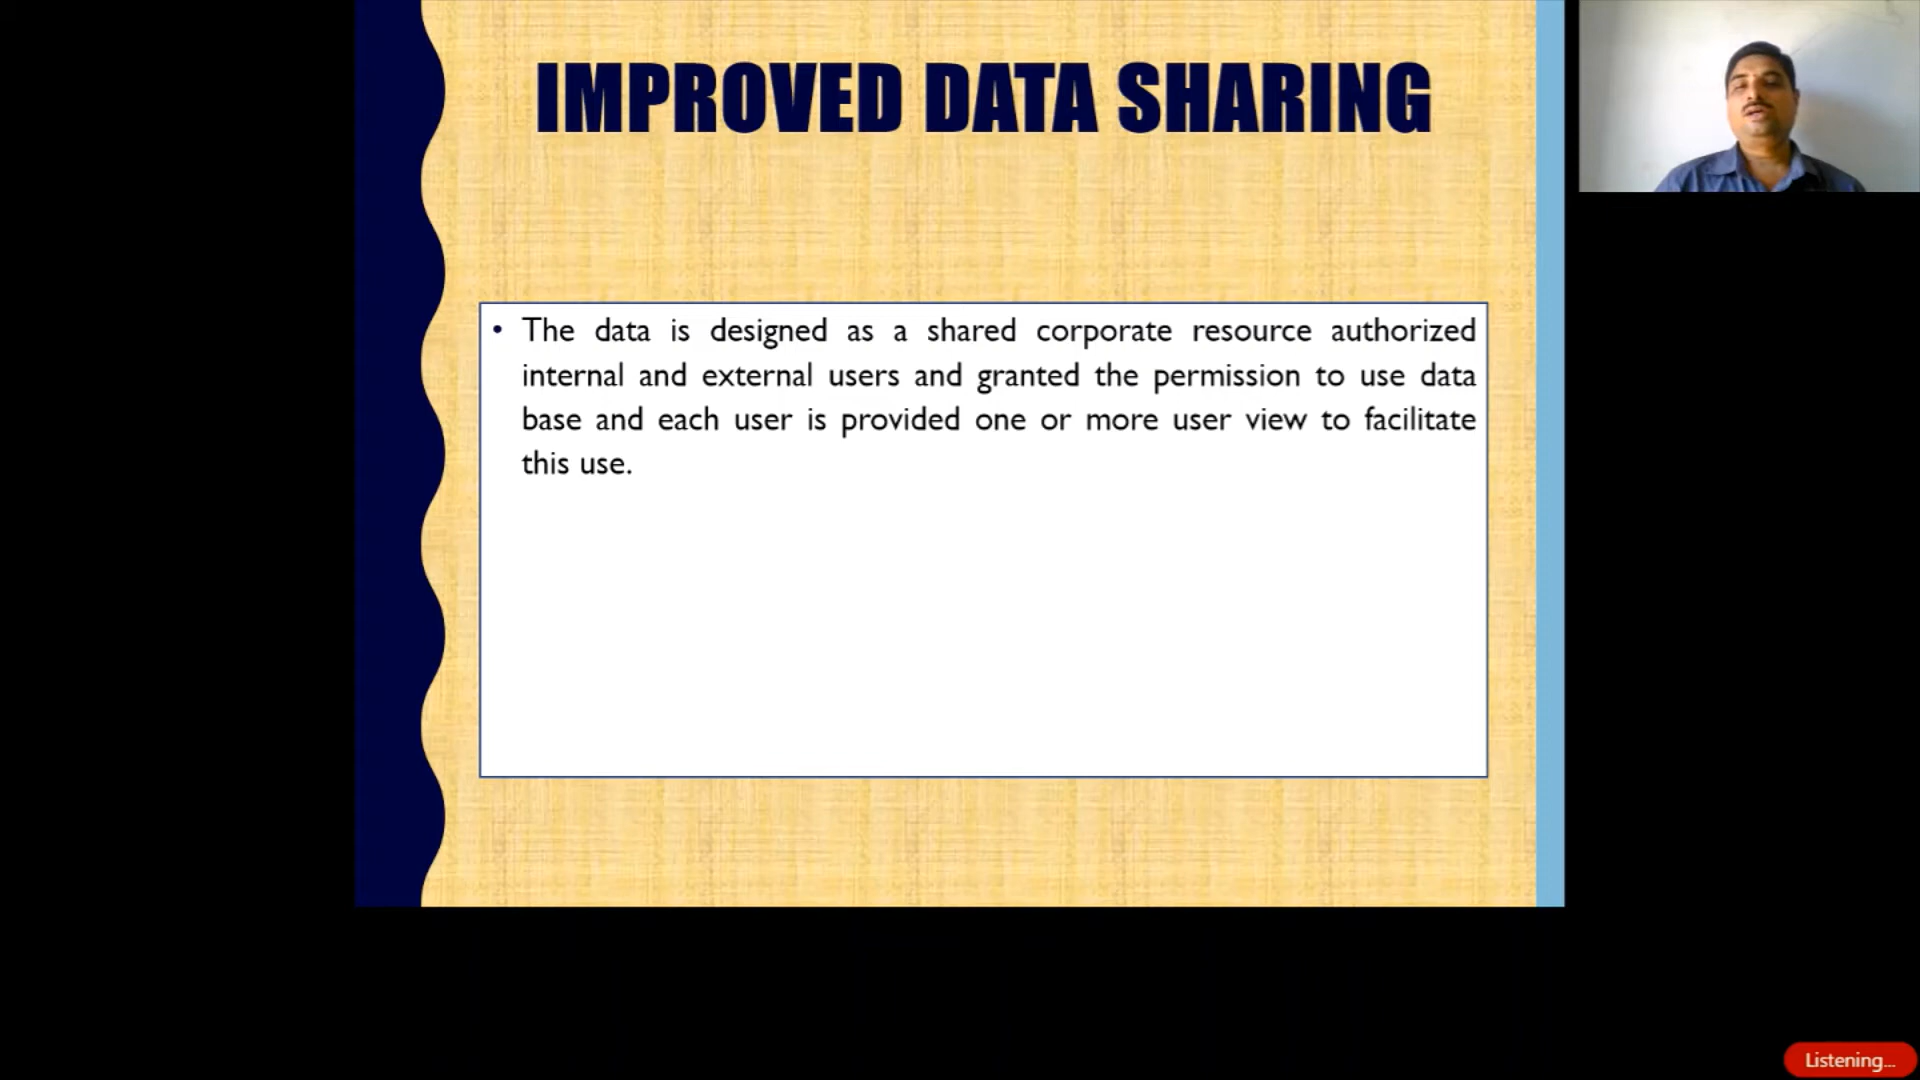 IMPROVED DATA SHARING
• The data is designed as a shared corporate resource authorized
internal and external users and granted the permission to use data
base and each user is provided one or more user view to facilitate
this use.
Listening...